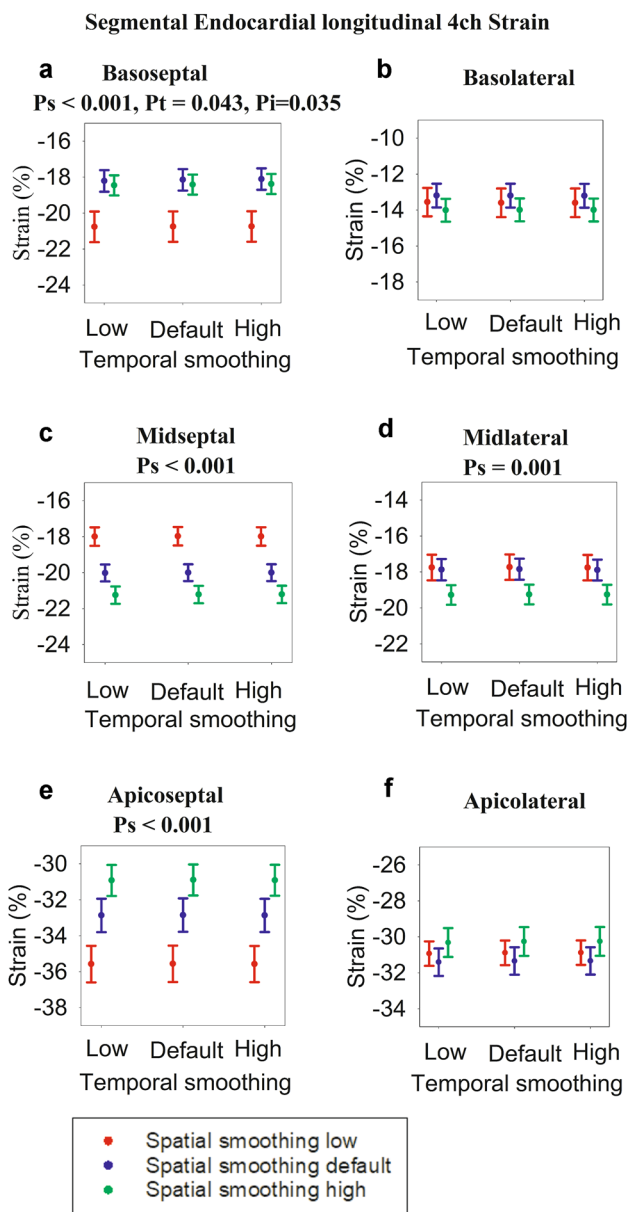 Segmental Endocardial longitudinal 4ch Strain
a
Basoseptal
Ps < 0.001, Pt = 0.043, Pi=0.035
Strain (%)
-16
-18
-20
-22
-24
Low Default High
Temporal smoothing
b
Basolateral
Strain (%)
-10
-12
-14
-16
-18
Low Default High
Temporal smoothing
c
Midseptal
Ps < 0.001
Strain (%)
-16
-18
-20
-22
-24
Low Default High
Temporal smoothing
d
Midlateral
Ps = 0.001
Strain (%)
-14
-16
-18
-20
-22
Low Default High
Temporal smoothing
e
Apicoseptal
Ps < 0.001
Strain (%)
-30
-32
-34
-36
-38
Low Default High
Temporal smoothing
f
Apicolateral
Strain (%)
-26
-28
-30
-32
-34
Low Default High
Temporal smoothing
Spatial smoothing low
Spatial smoothing default
Spatial smoothing high